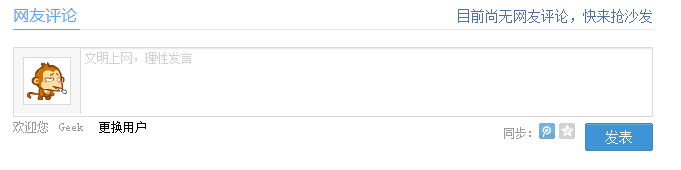 网友评论
目前尚无网友评论，快来抢沙发
文明上网，理性发言
欢迎您 Geek 更换用户
同步：
发表